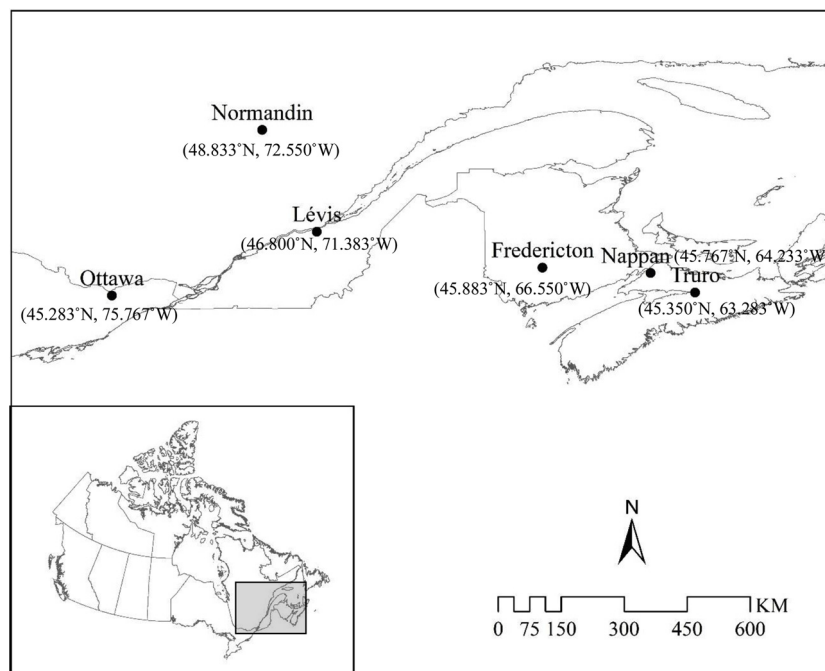 Normandin
(48.833°N, 72.550°W)
Lévis
(46.800°N, 71.383°W)
Fredericton
(45.883°N, 66.550°W)
Nappan (45.767°N, 64.233°W)
Truro
(45.350°N, 63.283°W)
Ottawa
(45.283°N, 75.767°W)
N
KM
0 75 150 300 450 600